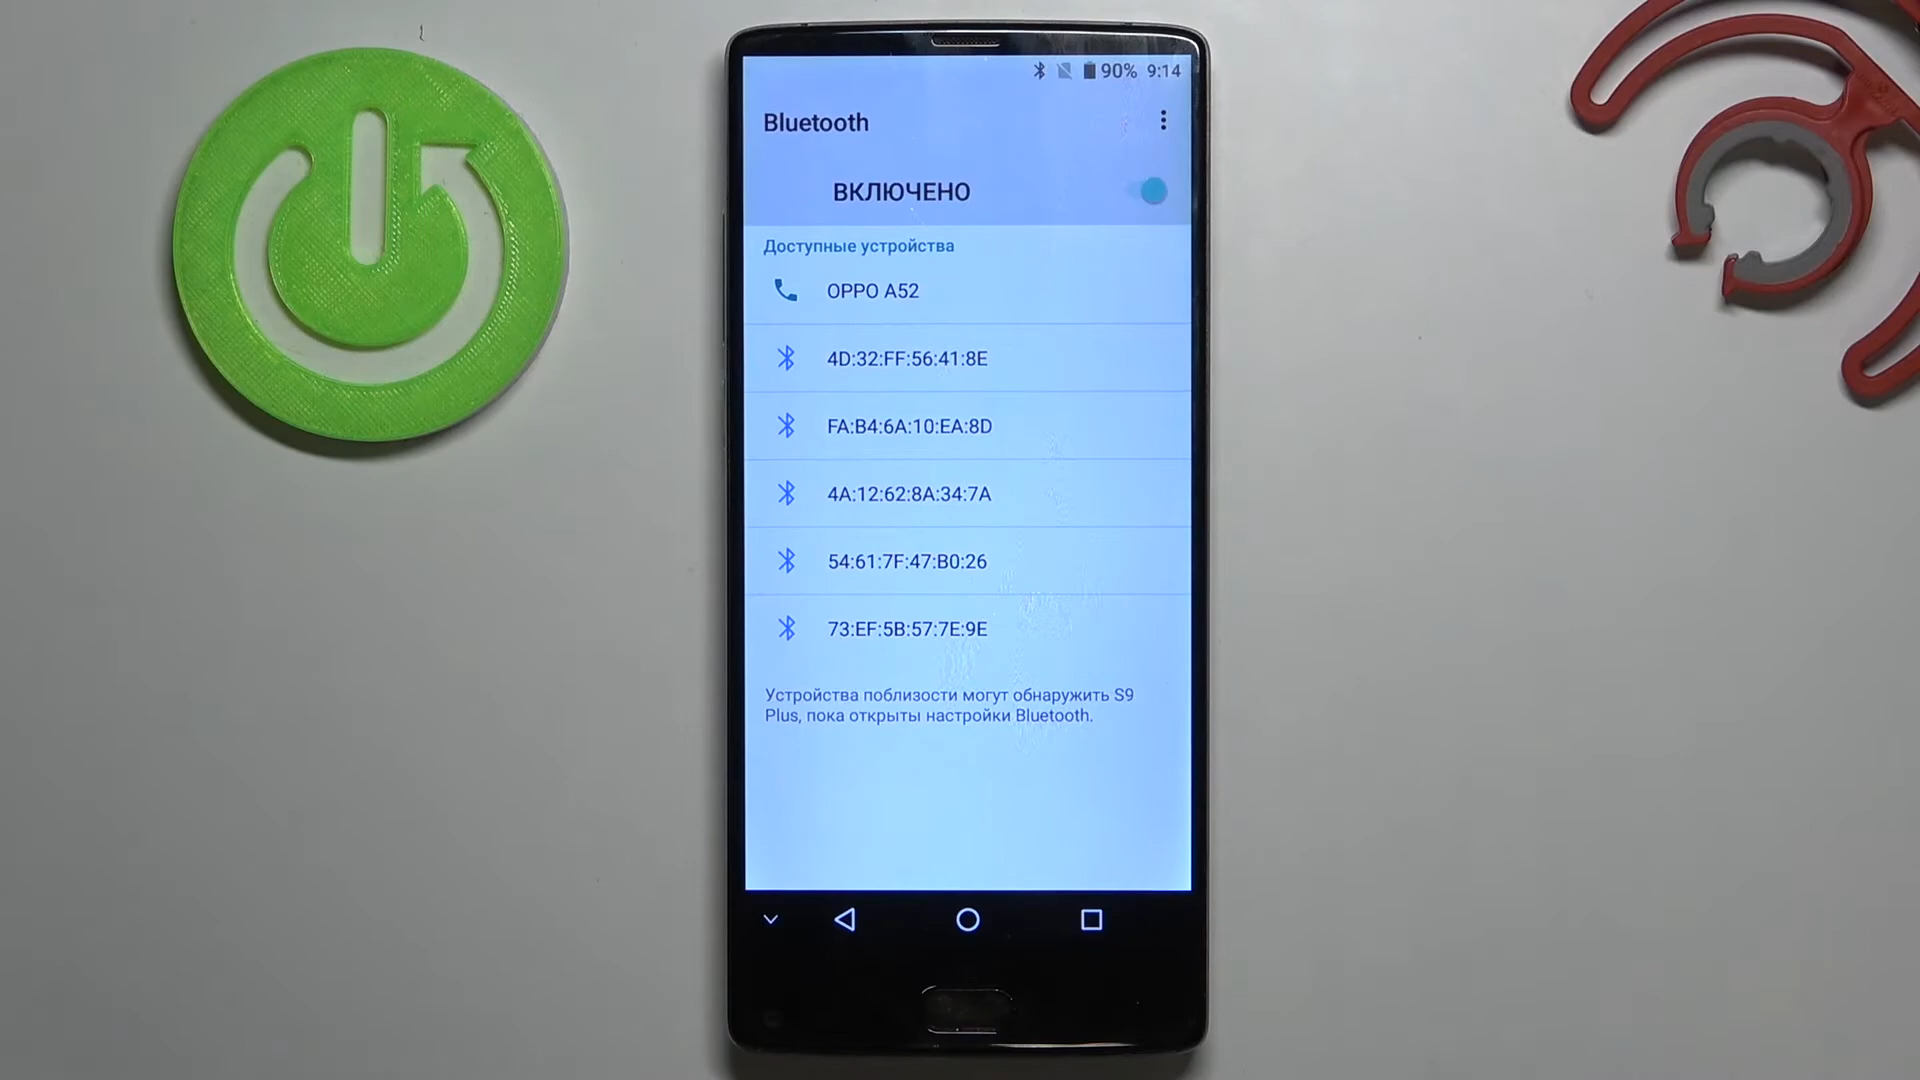 90% 9:14
Bluetooth
ВКЛЮЧЕНО
Доступные устройства
OPPO A52
4D:32:FF:56:41:8E
FA:B4:6A:10:EA:8D
4A:12:62:8A:34:7A
54:61:7F:47:B0:26
73:EF:5B:57:7E:9E
Устройства поблизости могут обнаружить S9
Plus, пока открыты настройки Bluetooth.